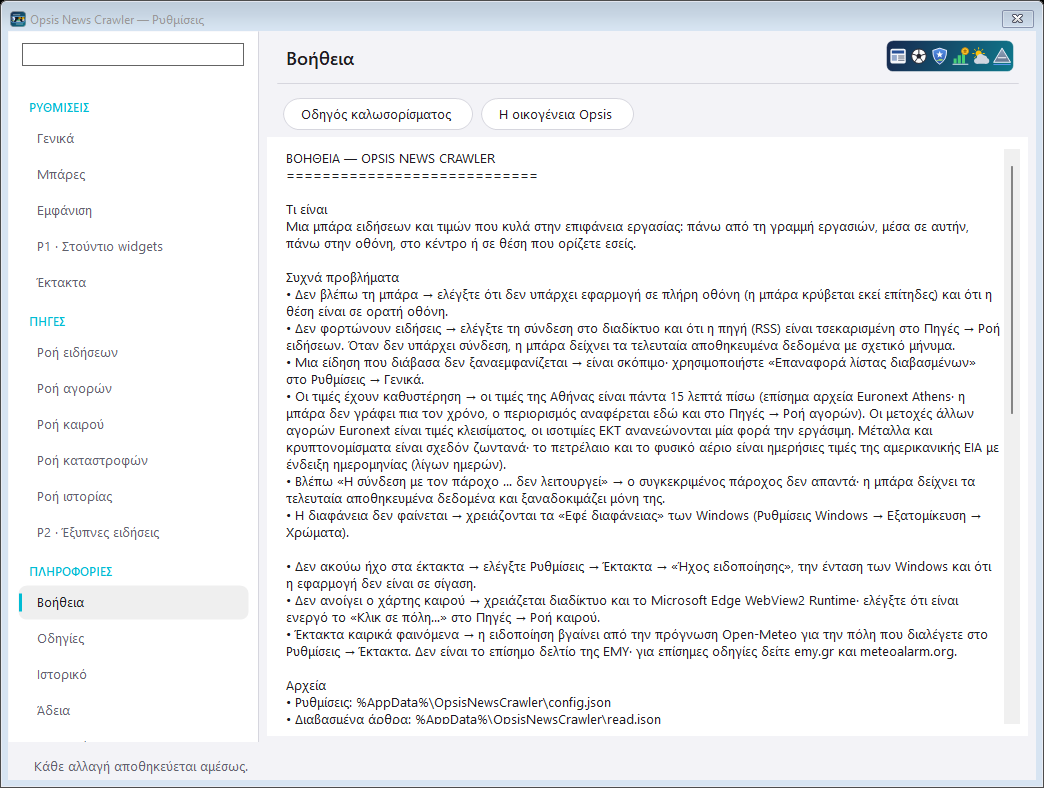 Opsis News Crawler — Ρυθμίσεις
ΡΥΘΜΙΣΕΙΣ
Γενικά
Μπάρες
Εμφάνιση
P1 · Στούντιο widgets
Έκτακτα
ΠΗΓΕΣ
Ροή ειδήσεων
Ροή αγορών
Ροή καιρού
Ροή καταστροφών
Ροή ιστορίας
P2 · Έξυπνες ειδήσεις
ΠΛΗΡΟΦΟΡΙΕΣ
Βοήθεια
Οδηγίες
Ιστορικό
Άδεια
Βοήθεια
Οδηγός καλωσορίσματος
Η οικογένεια Opsis
ΒΟΗΘΕΙΑ — OPSIS NEWS CRAWLER
============================
Τι είναι
Μια μπάρα ειδήσεων και τιμών που κυλά στην επιφάνεια εργασίας: πάνω από τη γραμμή εργασιών, μέσα σε αυτήν,
πάνω στην οθόνη, στο κέντρο ή σε θέση που ορίζετε εσείς.
Συχνά προβλήματα
• Δεν βλέπω τη μπάρα → ελέγξτε ότι δεν υπάρχει εφαρμογή σε πλήρη οθόνη (η μπάρα κρύβεται εκεί επίτηδες) και ότι η
θέση είναι σε ορατή οθόνη.
• Δεν φορτώνουν ειδήσεις → ελέγξτε τη σύνδεση στο διαδίκτυο και ότι η πηγή (RSS) είναι τσεκαρισμένη στο Πηγές → Ροή
ειδήσεων. Όταν δεν υπάρχει σύνδεση, η μπάρα δείχνει τα τελευταία αποθηκευμένα δεδομένα με σχετικό μήνυμα.
• Μια είδηση που διάβασα δεν ξαναεμφανίζεται → είναι σκόπιμο· χρησιμοποιήστε «Επαναφορά λίστας διαβασμένων»
στο Ρυθμίσεις → Γενικά.
• Οι τιμές έχουν καθυστέρηση → οι τιμές της Αθήνας είναι πάντα 15 λεπτά πίσω (επίσημα αρχεία Euronext Athens· η
μπάρα δεν γράφει πια τον χρόνο, ο περιορισμός αναφέρεται εδώ και στο Πηγές → Ροή αγορών). Οι μετοχές άλλων
αγορών Euronext είναι τιμές κλεισίματος, οι ισοτιμίες ΕΚΤ ανανεώνονται μία φορά την εργάσιμη. Μέταλλα και
κρυπτονομίσματα είναι σχεδόν ζωντανά· το πετρέλαιο και το φυσικό αέριο είναι ημερήσιες τιμές της αμερικανικής EIA με
ένδειξη ημερομηνίας (λίγων ημερών).
• Βλέπω «Η σύνδεση με τον πάροχο ... δεν λειτουργεί» → ο συγκεκριμένος πάροχος δεν απαντά· η μπάρα δείχνει τα
τελευταία αποθηκευμένα δεδομένα και ξαναδοκιμάζει μόνη της.
• Η διαφάνεια δεν φαίνεται → χρειάζονται τα «Εφέ διαφάνειας» των Windows (Ρυθμίσεις Windows → Εξατομίκευση →
Χρώματα).
• Δεν ακούω ήχο στα έκτακτα → ελέγξτε Ρυθμίσεις → Έκτακτα → «Ήχος ειδοποίησης», την ένταση των Windows και ότι
η εφαρμογή δεν είναι σε σίγαση.
• Δεν ανοίγει ο χάρτης καιρού → χρειάζεται διαδίκτυο και το Microsoft Edge WebView2 Runtime· ελέγξτε ότι είναι
ενεργό το «Κλικ σε πόλη...» στο Πηγές → Ροή καιρού.
• Έκτακτα καιρικά φαινόμενα → η ειδοποίηση βγαίνει από την πρόγνωση Open-Meteo για την πόλη που διαλέγετε στο
Ρυθμίσεις → Έκτακτα. Δεν είναι το επίσημο δελτίο της ΕΜΥ· για επίσημες οδηγίες δείτε emy.gr και meteoalarm.org.
Αρχεία
• Ρυθμίσεις: %AppData%\OpsisNewsCrawler\config.json
• Διαβασμένα άρθρα: %AppData%\OpsisNewsCrawler\read.json
Κάθε αλλαγή αποθηκεύεται αμέσως.